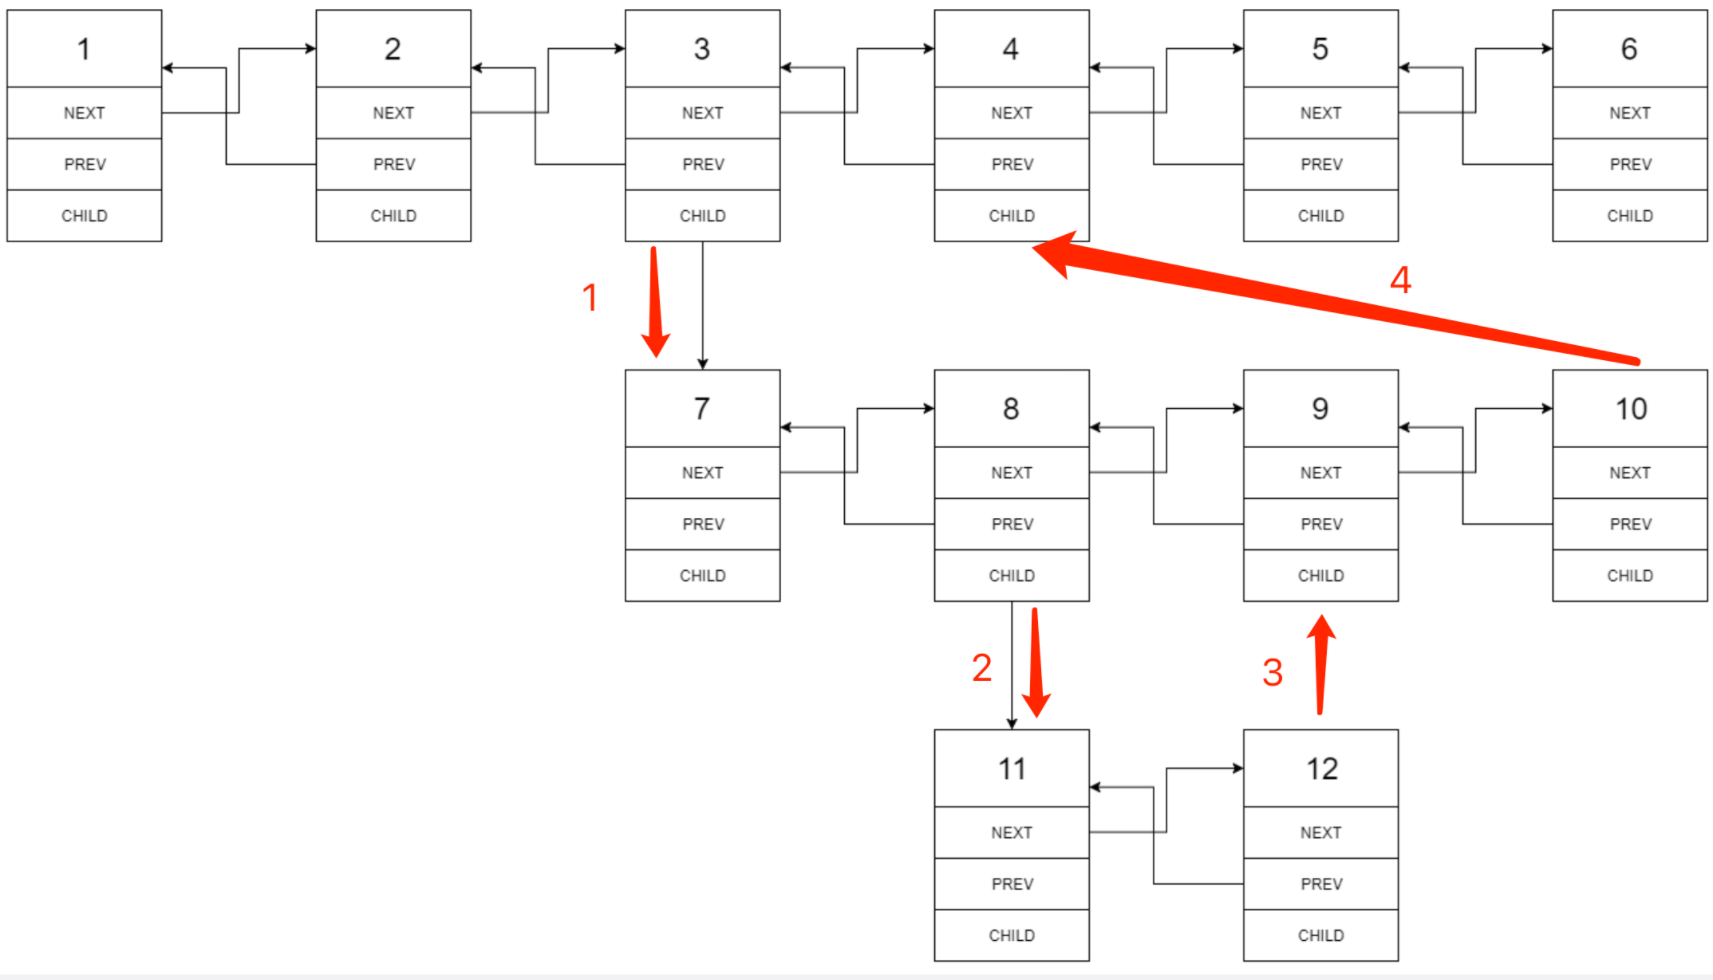 1 2 3 4 5 6
NEXT NEXT NEXT NEXT NEXT NEXT
PREV PREV PREV PREV PREV PREV
CHILD CHILD CHILD CHILD CHILD CHILD
1 4
7 8 9 10
NEXT NEXT NEXT NEXT
PREV PREV PREV PREV
CHILD CHILD CHILD CHILD
2 3
11 12
NEXT NEXT
PREV PREV
CHILD CHILD